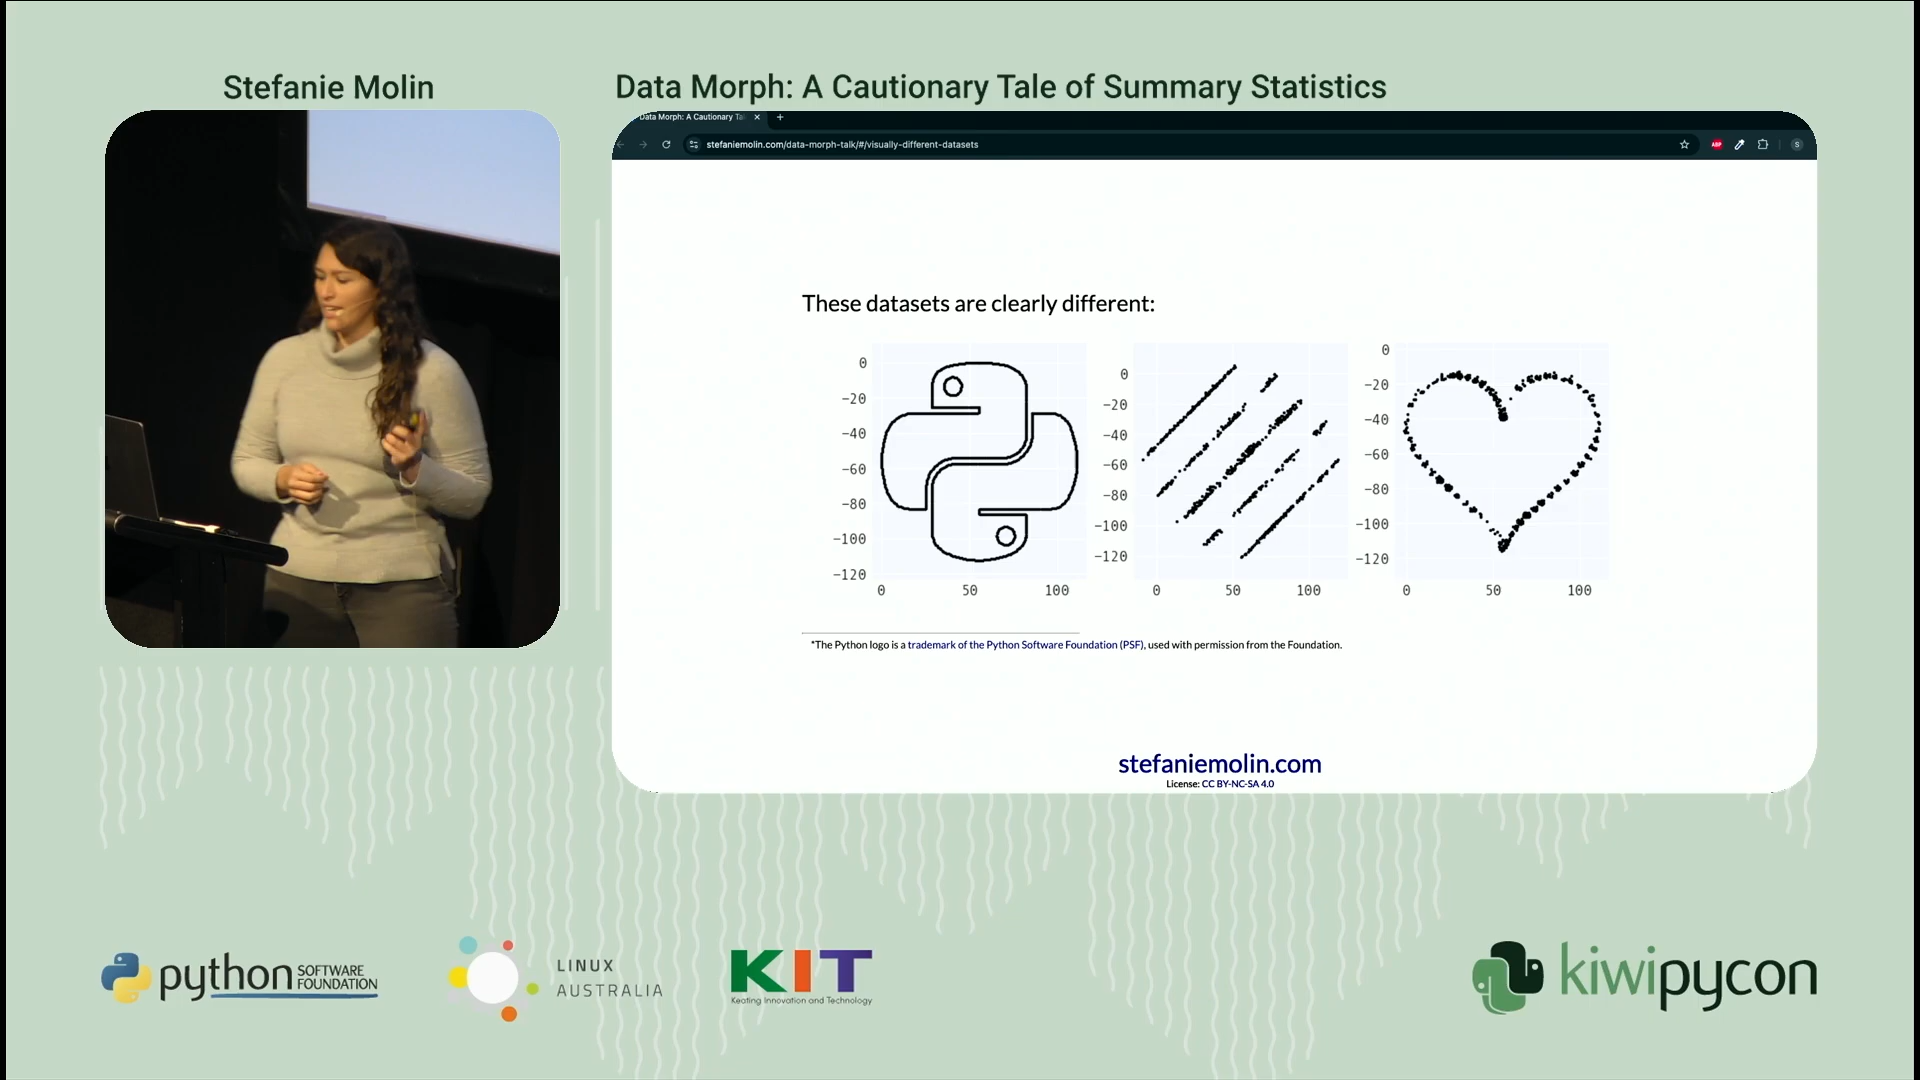 Stefanie Molin
Data Morph: A Cautionary Tale of Summary Statistics
Data Morph: A Cautionary Ta
stefaniemolin.com/data-morph-talk/#/visually-different-datasets
ABP
S
These datasets are clearly different:
0
−20
−40
−60
−80
−100
−120
0 50 100
0
−20
−40
−60
−80
−100
−120
0 50 100
0
−20
−40
−60
−80
−100
−120
0 50 100
*The Python logo is a trademark of the Python Software Foundation (PSF), used with permission from the Foundation.
stefaniemolin.com
License: CC BY-NC-SA 4.0
python SOFTWARE
FOUNDATION
LINUX
AUSTRALIA
KIT
Keating Innovation and Technology
kiwipycon